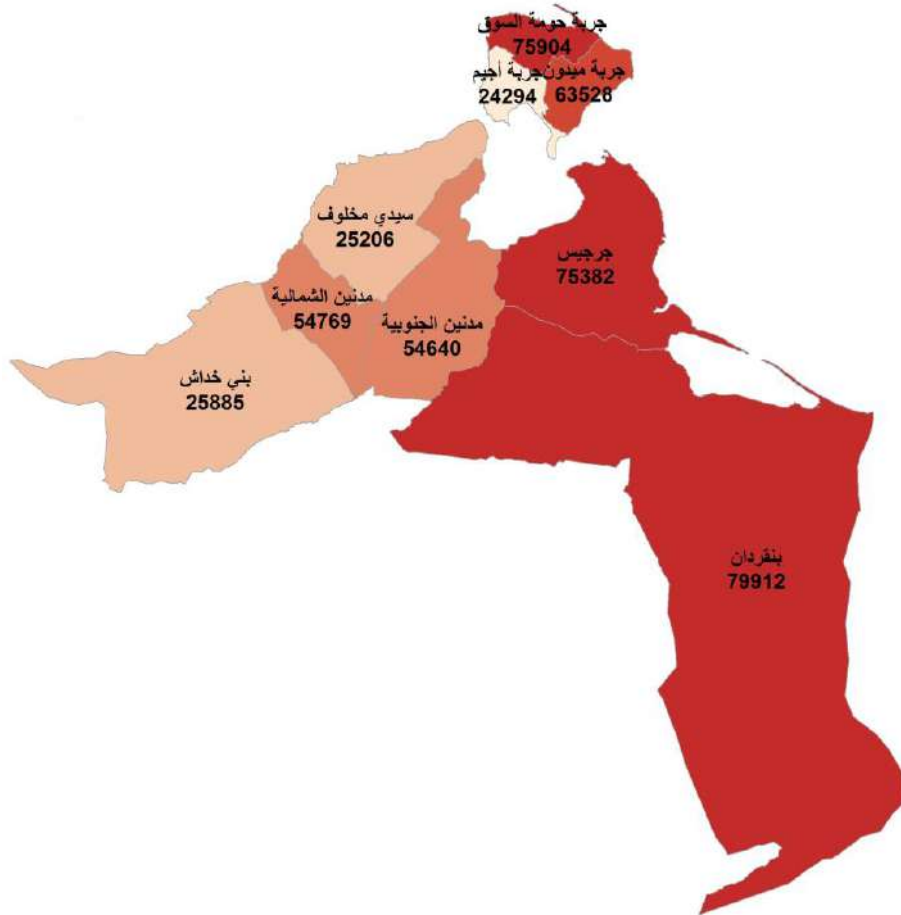 جربة حومة السوق
75904
جربة ميدون
63528
جربة أجيم
24294
سيدي مخلوف
25206
جرجيس
75382
مدنين الشمالية
54769
مدنين الجنوبية
54640
بني خداش
25885
بنقردان
79912